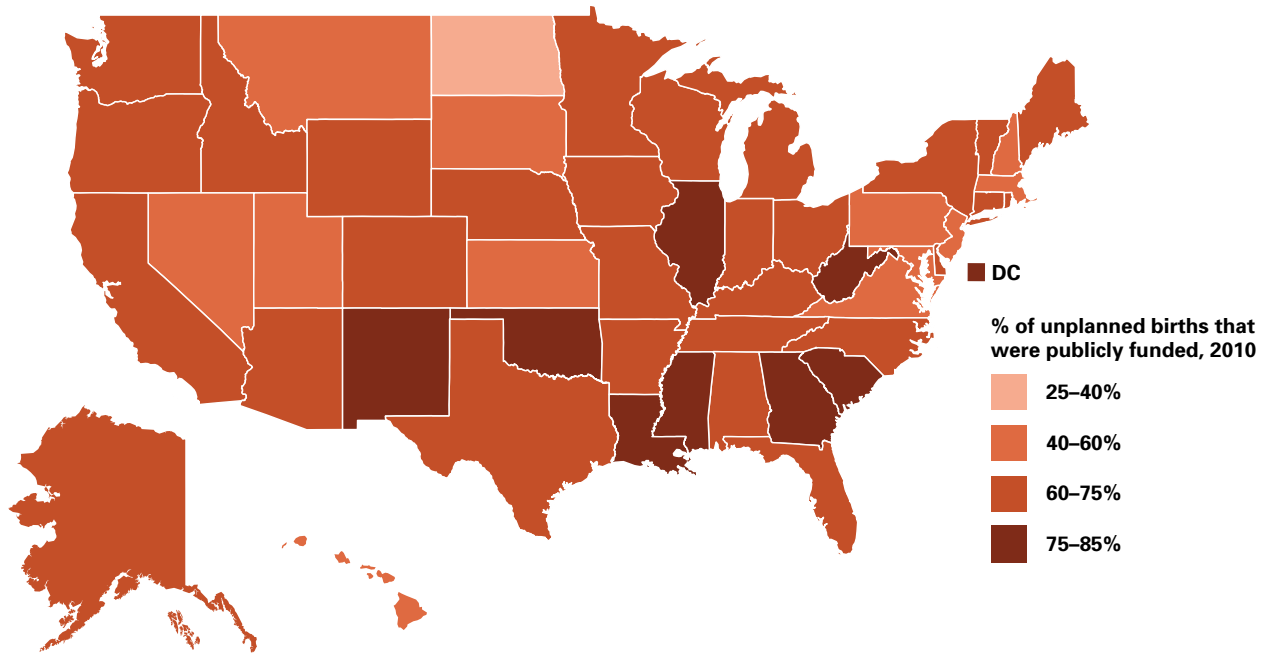 DC
% of unplanned births that
were publicly funded, 2010
25–40%
40–60%
60–75%
75–85%